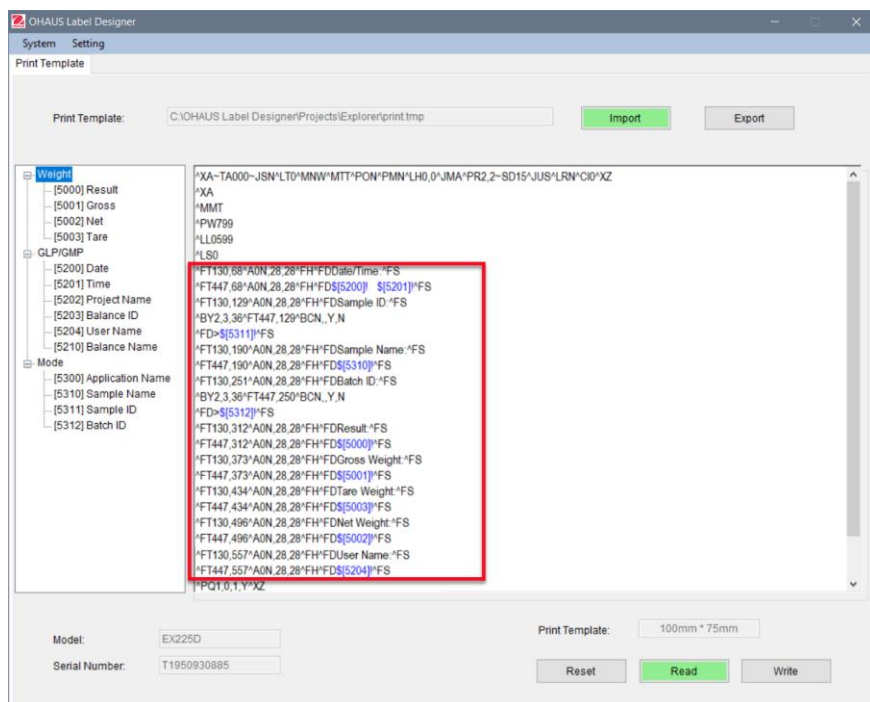 OHAUS Label Designer
System Setting
Print Template
Print Template: C:\OHAUS Label Designer\Projects\Explorer\print.tmp Import Export
Weight
[5000] Result
[5001] Gross
[5002] Net
[5003] Tare
GLP/GMP
[5200] Date
[5201] Time
[5202] Project Name
[5203] Balance ID
[5204] User Name
[5210] Balance Name
Mode
[5300] Application Name
[5310] Sample Name
[5311] Sample ID
[5312] Batch ID
^XA~TA000~JSN^LT0^MNW^MTT^PON^PMN^LH0,0^JMA^PR2,2~SD15^JUS^LRN^CI0^XZ
^XA
^MMT
^PW799
^LL0599
^LS0
^FT130,68^A0N,28,28^FH^FDDate/Time:^FS
^FT447,68^A0N,28,28^FH^FD$[5200]!   $[5201]!^FS
^FT130,129^A0N,28,28^FH^FDSample ID:^FS
^BY2,3,36^FT447,129^BCN,,Y,N
^FD>$[5311]!^FS
^FT130,190^A0N,28,28^FH^FDSample Name:^FS
^FT447,190^A0N,28,28^FH^FD$[5310]!^FS
^FT130,251^A0N,28,28^FH^FDBatch ID:^FS
^BY2,3,36^FT447,250^BCN,,Y,N
^FD>$[5312]!^FS
^FT130,312^A0N,28,28^FH^FDResult:^FS
^FT447,312^A0N,28,28^FH^FD$[5000]!^FS
^FT130,373^A0N,28,28^FH^FDGross Weight:^FS
^FT447,373^A0N,28,28^FH^FD$[5001]!^FS
^FT130,434^A0N,28,28^FH^FDTare Weight:^FS
^FT447,434^A0N,28,28^FH^FD$[5003]!^FS
^FT130,496^A0N,28,28^FH^FDNet Weight:^FS
^FT447,496^A0N,28,28^FH^FD$[5002]!^FS
^FT130,557^A0N,28,28^FH^FDUser Name:^FS
^FT447,557^A0N,28,28^FH^FD$[5204]!^FS
^PQ1,0,1,Y^XZ
Model: EX225D
Serial Number: T1950930885
Print Template: 100mm * 75mm
Reset Read Write